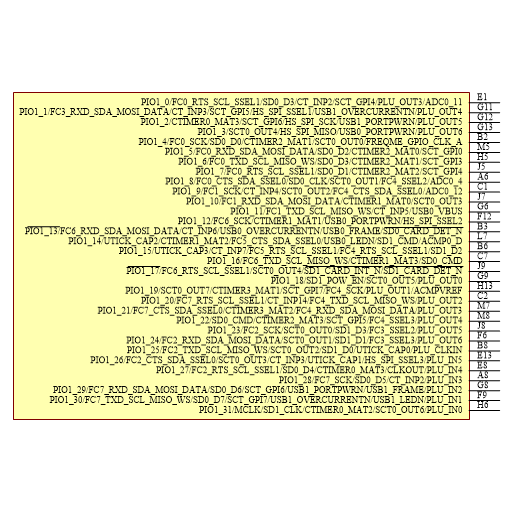 PIO1_0/FC0_RTS_SCL_SSEL1/SD0_D3/CT_INP2/SCT_GPI4/PLU_OUT3/ADC0_11 E1
PIO1_1/FC3_RXD_SDA_MOSI_DATA/CT_INP3/SCT_GPI5/HS_SPI_SSEL1/USB1_OVERCURRENTN/PLU_OUT4 G11
PIO1_2/CTIMER0_MAT3/SCT_GPI6/HS_SPI_SCK/USB1_PORTPWRN/PLU_OUT5 G12
PIO1_3/SCT0_OUT4/HS_SPI_MISO/USB0_PORTPWRN/PLU_OUT6 G13
PIO1_4/FC0_SCK/SD0_D0/CTIMER2_MAT1/SCT0_OUT0/FREQME_GPIO_CLK_A B2
PIO1_5/FC0_RXD_SDA_MOSI_DATA/SD0_D2/CTIMER2_MAT0/SCT_GPI0 M5
PIO1_6/FC0_TXD_SCL_MISO_WS/SD0_D3/CTIMER2_MAT1/SCT_GPI3 H5
PIO1_7/FC0_RTS_SCL_SSEL1/SD0_D1/CTIMER2_MAT2/SCT_GPI4 J5
PIO1_8/FC0_CTS_SDA_SSEL0/SD0_CLK/SCT0_OUT1/FC4_SSEL2/ADC0_4 A6
PIO1_9/FC1_SCK/CT_INP4/SCT0_OUT2/FC4_CTS_SDA_SSEL0/ADC0_12 C1
PIO1_10/FC1_RXD_SDA_MOSI_DATA/CTIMER1_MAT0/SCT0_OUT3 J7
PIO1_11/FC1_TXD_SCL_MISO_WS/CT_INP5/USB0_VBUS G6
PIO1_12/FC6_SCK/CTIMER1_MAT1/USB0_PORTPWRN/HS_SPI_SSEL2 F12
PIO1_13/FC6_RXD_SDA_MOSI_DATA/CT_INP6/USB0_OVERCURRENTN/USB0_FRAME/SD0_CARD_DET_N B3
PIO1_14/UTICK_CAP2/CTIMER1_MAT2/FC5_CTS_SDA_SSEL0/USB0_LEDN/SD1_CMD/ACMP0_D L7
PIO1_15/UTICK_CAP3/CT_INP7/FC5_RTS_SCL_SSEL1/FC4_RTS_SCL_SSEL1/SD1_D2 B6
PIO1_16/FC6_TXD_SCL_MISO_WS/CTIMER1_MAT3/SD0_CMD C7
PIO1_17/FC6_RTS_SCL_SSEL1/SCT0_OUT4/SD1_CARD_INT_N/SD1_CARD_DET_N J9
PIO1_18/SD1_POW_EN/SCT0_OUT5/PLU_OUT0 G9
PIO1_19/SCT0_OUT7/CTIMER3_MAT1/SCT_GPI7/FC4_SCK/PLU_OUT1/ACMPVREF H13
PIO1_20/FC7_RTS_SCL_SSEL1/CT_INP14/FC4_TXD_SCL_MISO_WS/PLU_OUT2 C2
PIO1_21/FC7_CTS_SDA_SSEL0/CTIMER3_MAT2/FC4_RXD_SDA_MOSI_DATA/PLU_OUT3 M7
PIO1_22/SD0_CMD/CTIMER2_MAT3/SCT_GPI5/FC4_SSEL3/PLU_OUT4 M8
PIO1_23/FC2_SCK/SCT0_OUT0/SD1_D3/FC3_SSEL2/PLU_OUT5 J8
PIO1_24/FC2_RXD_SDA_MOSI_DATA/SCT0_OUT1/SD1_D1/FC3_SSEL3/PLU_OUT6 F6
PIO1_25/FC2_TXD_SCL_MISO_WS/SCT0_OUT2/SD1_D0/UTICK_CAP0/PLU_CLKIN B8
PIO1_26/FC2_CTS_SDA_SSEL0/SCT0_OUT3/CT_INP3/UTICK_CAP1/HS_SPI_SSEL3/PLU_IN5 E13
PIO1_27/FC2_RTS_SCL_SSEL1/SD0_D4/CTIMER0_MAT3/CLKOUT/PLU_IN4 E8
PIO1_28/FC7_SCK/SD0_D5/CT_INP2/PLU_IN3 A8
PIO1_29/FC7_RXD_SDA_MOSI_DATA/SD0_D6/SCT_GPI6/USB1_PORTPWRN/USB1_FRAME/PLU_IN2 G8
PIO1_30/FC7_TXD_SCL_MISO_WS/SD0_D7/SCT_GPI7/USB1_OVERCURRENTN/USB1_LEDN/PLU_IN1 F9
PIO1_31/MCLK/SD1_CLK/CTIMER0_MAT2/SCT0_OUT6/PLU_IN0 H6